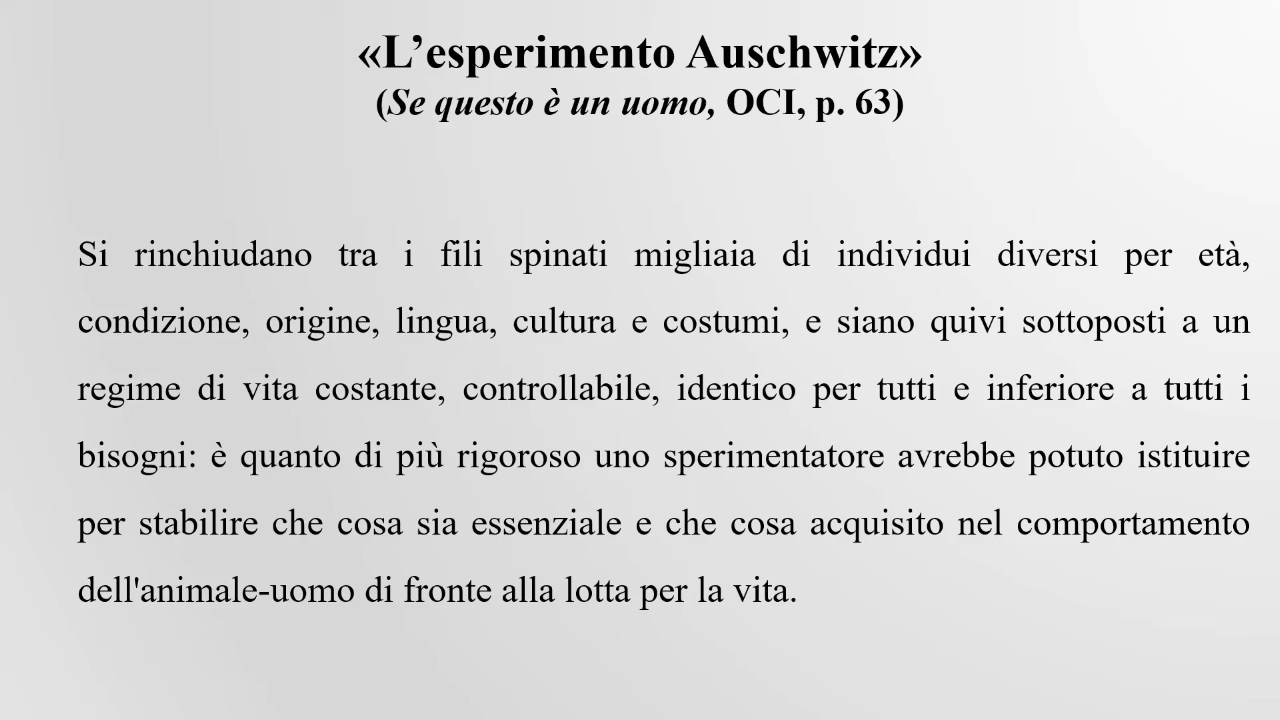 «L’esperimento Auschwitz»
(Se questo è un uomo, OCI, p. 63)
Si rinchiudano tra i fili spinati migliaia di individui diversi per età,
condizione, origine, lingua, cultura e costumi, e siano quivi sottoposti a un
regime di vita costante, controllabile, identico per tutti e inferiore a tutti i
bisogni: è quanto di più rigoroso uno sperimentatore avrebbe potuto istituire
per stabilire che cosa sia essenziale e che cosa acquisito nel comportamento
dell'animale-uomo di fronte alla lotta per la vita.